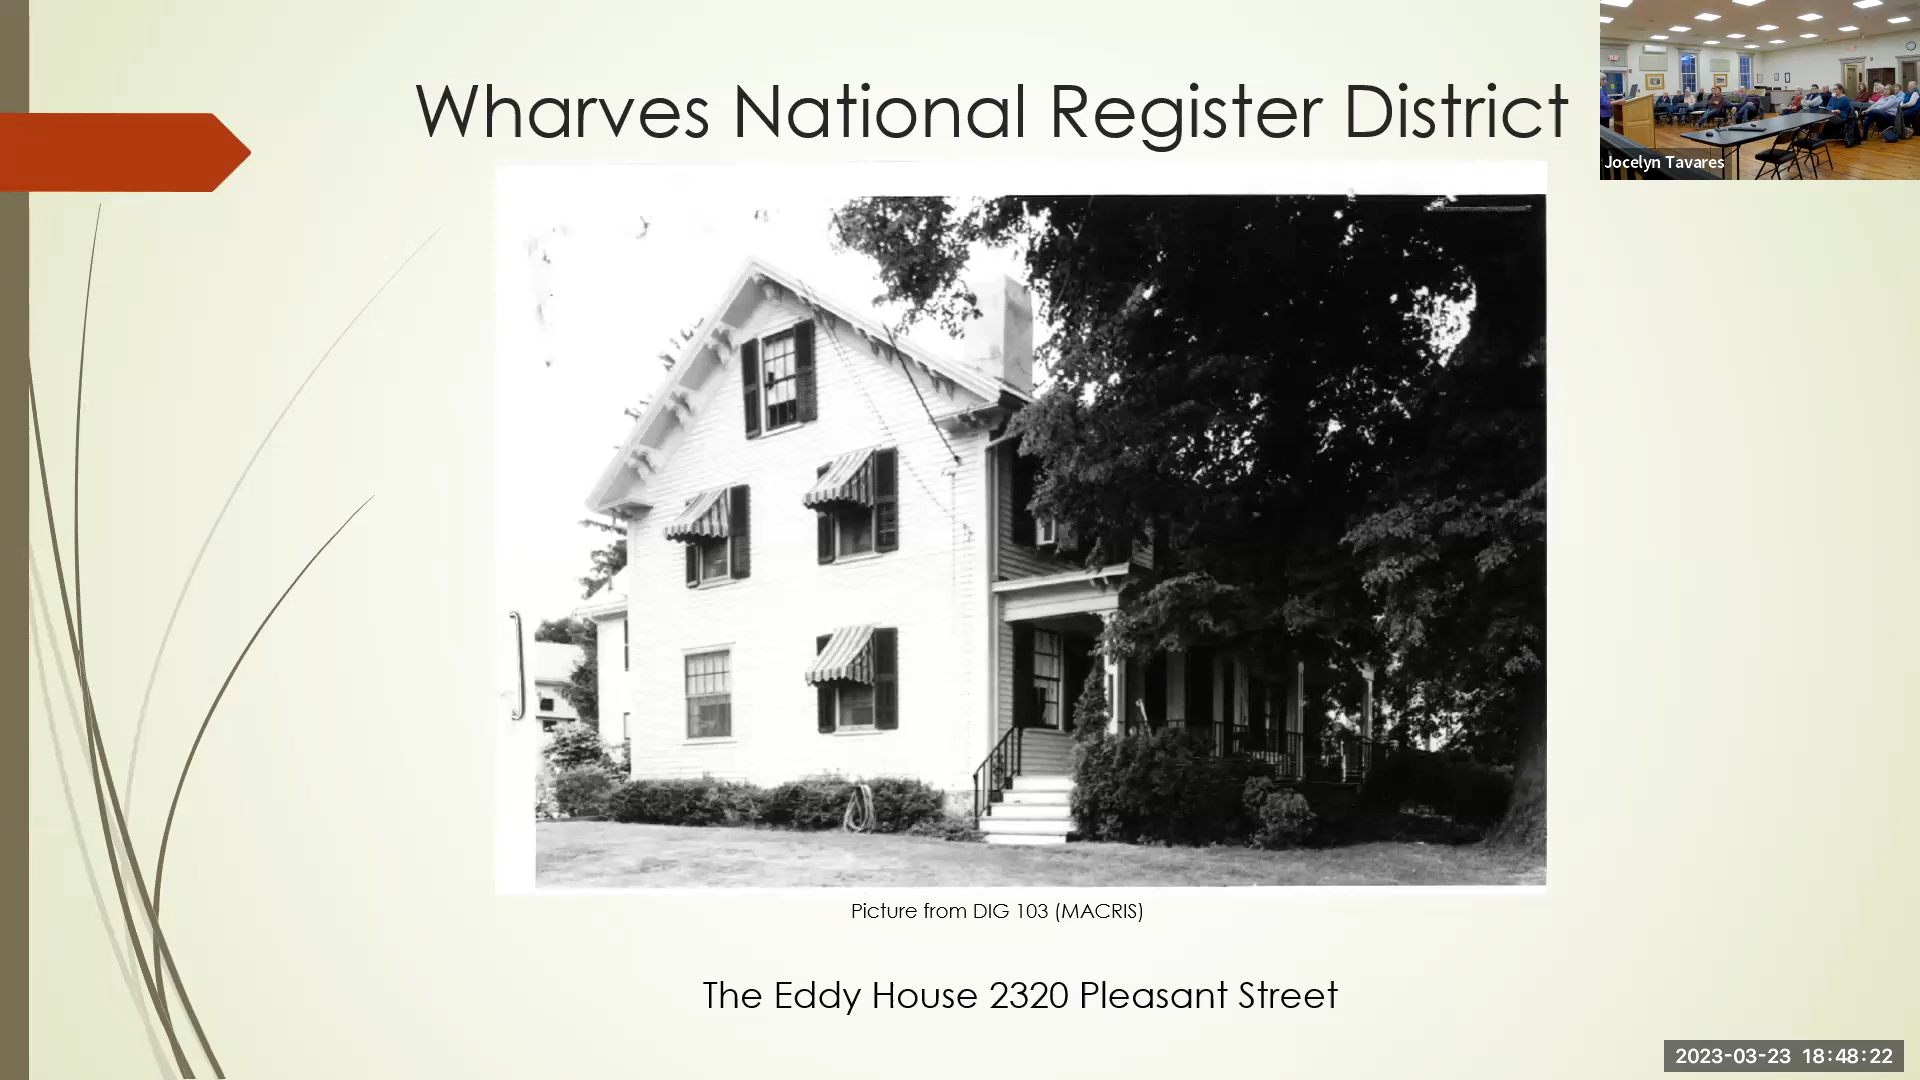 Wharves National Register District
Jocelyn Tavares
Picture from DIG 103 (MACRIS)
The Eddy House 2320 Pleasant Street
2023-03-23 18:48:22